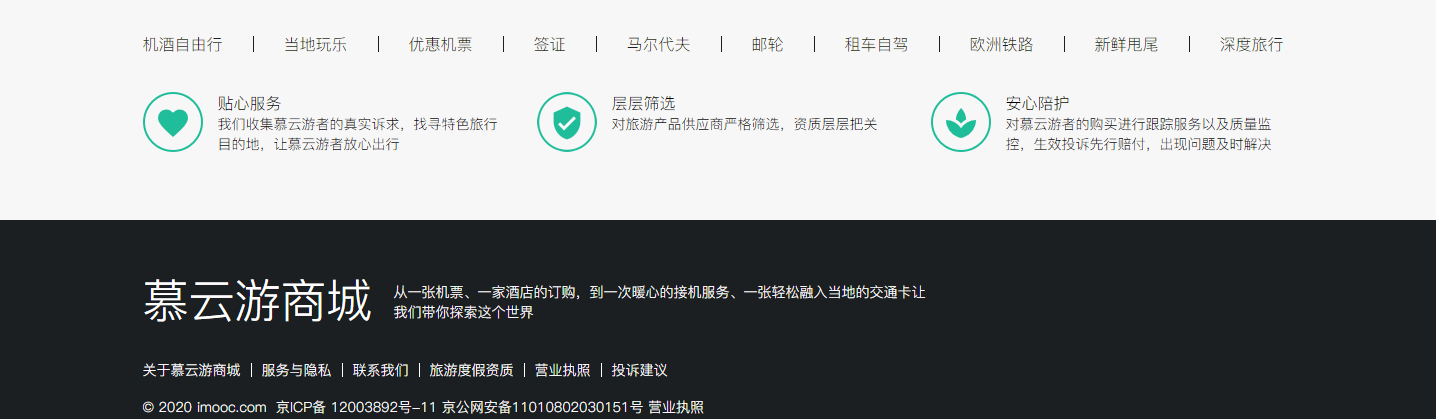 机酒自由行 | 当地玩乐 | 优惠机票 | 签证 | 马尔代夫 | 邮轮 | 租车自驾 | 欧洲铁路 | 新鲜甩尾 | 深度旅行
贴心服务
我们收集慕云游者的真实诉求，找寻特色旅行
目的地，让慕云游者放心出行
层层筛选
对旅游产品供应商严格筛选，资质层层把关
安心陪护
对慕云游者的购买进行跟踪服务以及质量监
控，生效投诉先行赔付，出现问题及时解决
慕云游商城
从一张机票、一家酒店的订购，到一次暖心的接机服务、一张轻松融入当地的交通卡让
我们带你探索这个世界
关于慕云游商城 | 服务与隐私 | 联系我们 | 旅游度假资质 | 营业执照 | 投诉建议
© 2020 imooc.com 京ICP备 12003892号-11 京公网安备11010802030151号 营业执照